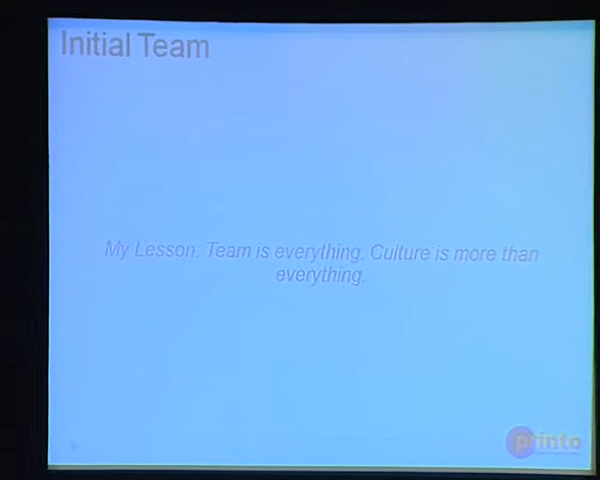 Initial Team
My Lesson: Team is everything. Culture is more than
everything.
printo